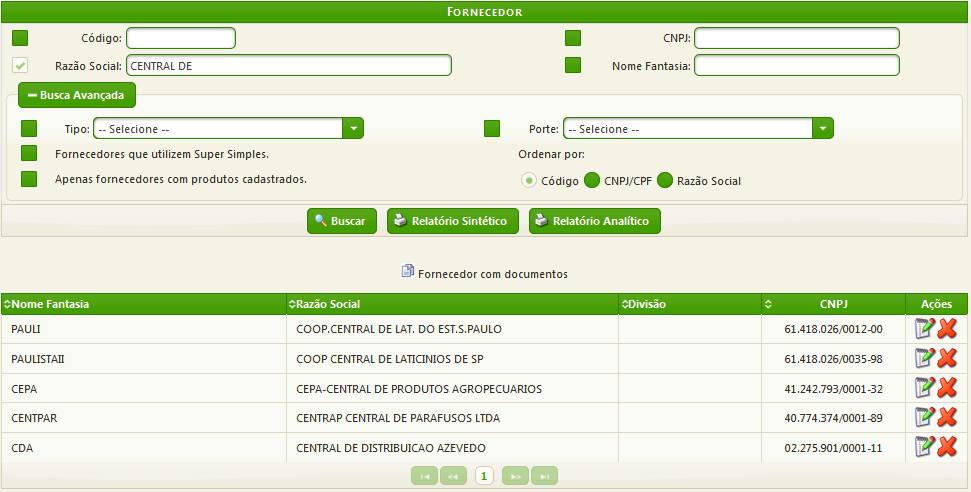 FORNECEDOR
Código:
CNPJ:
Razão Social: CENTRAL DE
Nome Fantasia:
Busca Avançada
Tipo: -- Selecione --
Porte: -- Selecione --
Fornecedores que utilizem Super Simples.
Ordenar por:
Apenas fornecedores com produtos cadastrados.
Código CNPJ/CPF Razão Social
Buscar Relatório Sintético Relatório Analítico
Fornecedor com documentos
Nome Fantasia Razão Social Divisão CNPJ Ações
PAULI COOP.CENTRAL DE LAT. DO EST.S.PAULO 61.418.026/0012-00
PAULISTAII COOP CENTRAL DE LATICINIOS DE SP 61.418.026/0035-98
CEPA CEPA-CENTRAL DE PRODUTOS AGROPECUARIOS 41.242.793/0001-32
CENTPAR CENTRAP CENTRAL DE PARAFUSOS LTDA 40.774.374/0001-89
CDA CENTRAL DE DISTRIBUICAO AZEVEDO 02.275.901/0001-11
1